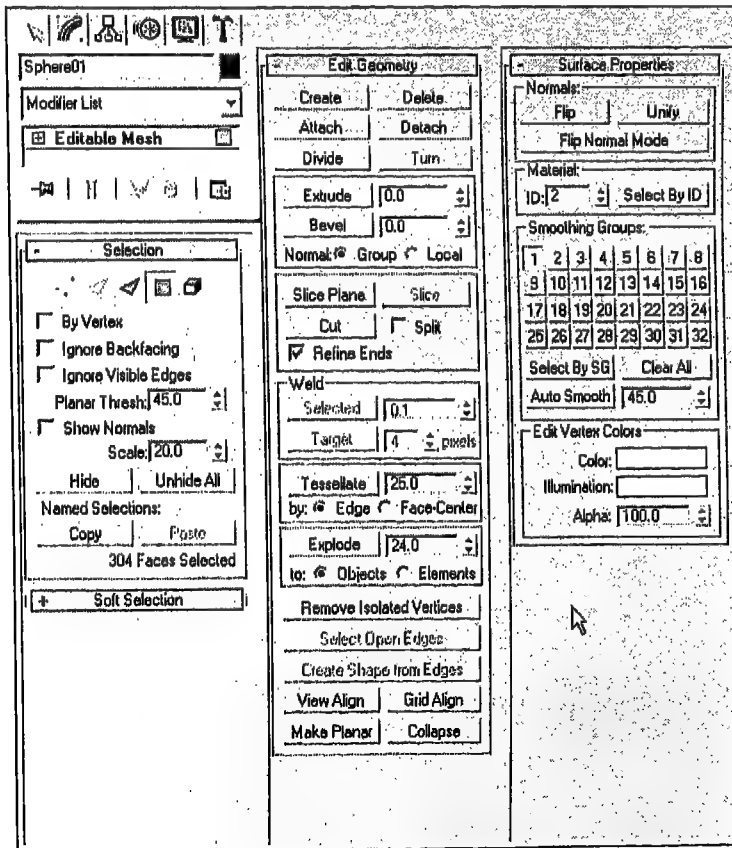 Sphere01
Modifier List
Editable Mesh
- Selection
By Vertex
Ignore Backfacing
Ignore Visible Edges
Planar Thresh: 45.0
Show Normals
Scale: 20.0
Hide Unhide All
Named Selections:
Copy Paste
304 Faces Selected
+ Soft Selection
- Edit Geometry
Create Delete
Attach Detach
Divide Turn
Extrude 0.0
Bevel 0.0
Normal: Group Local
Slice Plane Slice
Cut Split
Refine Ends
Weld
Selected 0.1
Target 4 pixels
Tessellate 25.0
by: Edge Face-Center
Explode 24.0
to: Objects Elements
Remove Isolated Vertices
Select Open Edges
Create Shape from Edges
View Align Grid Align
Make Planar Collapse
- Surface Properties
Normals:
Flip Unify
Flip Normal Mode
Material:
ID: 2 Select By ID
Smoothing Groups:
1 2 3 4 5 6 7 8
9 10 11 12 13 14 15 16
17 18 19 20 21 22 23 24
25 26 27 28 29 30 31 32
Select By SG Clear All
Auto Smooth 45.0
Edit Vertex Colors
Color:
Illumination:
Alpha: 100.0